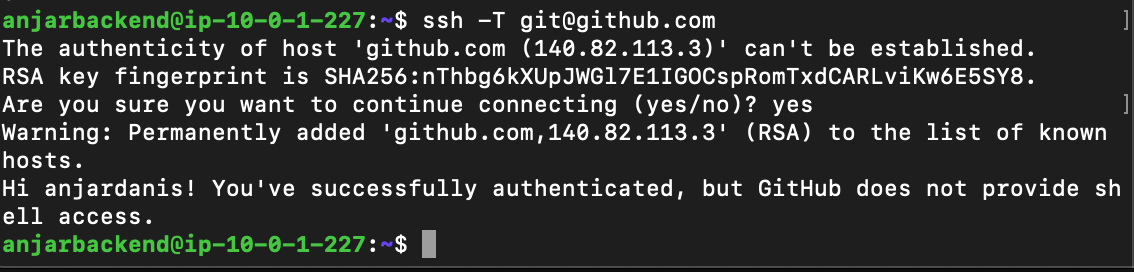 anjarbackend@ip-10-0-1-227:~$ ssh -T git@github.com
The authenticity of host 'github.com (140.82.113.3)' can't be established.
RSA key fingerprint is SHA256:nThbg6kXUpJWGl7E1IGOCspRomTxdCARLviKw6E5SY8.
Are you sure you want to continue connecting (yes/no)? yes
Warning: Permanently added 'github.com,140.82.113.3' (RSA) to the list of known
hosts.
Hi anjardanis! You've successfully authenticated, but GitHub does not provide sh
ell access.
anjarbackend@ip-10-0-1-227:~$